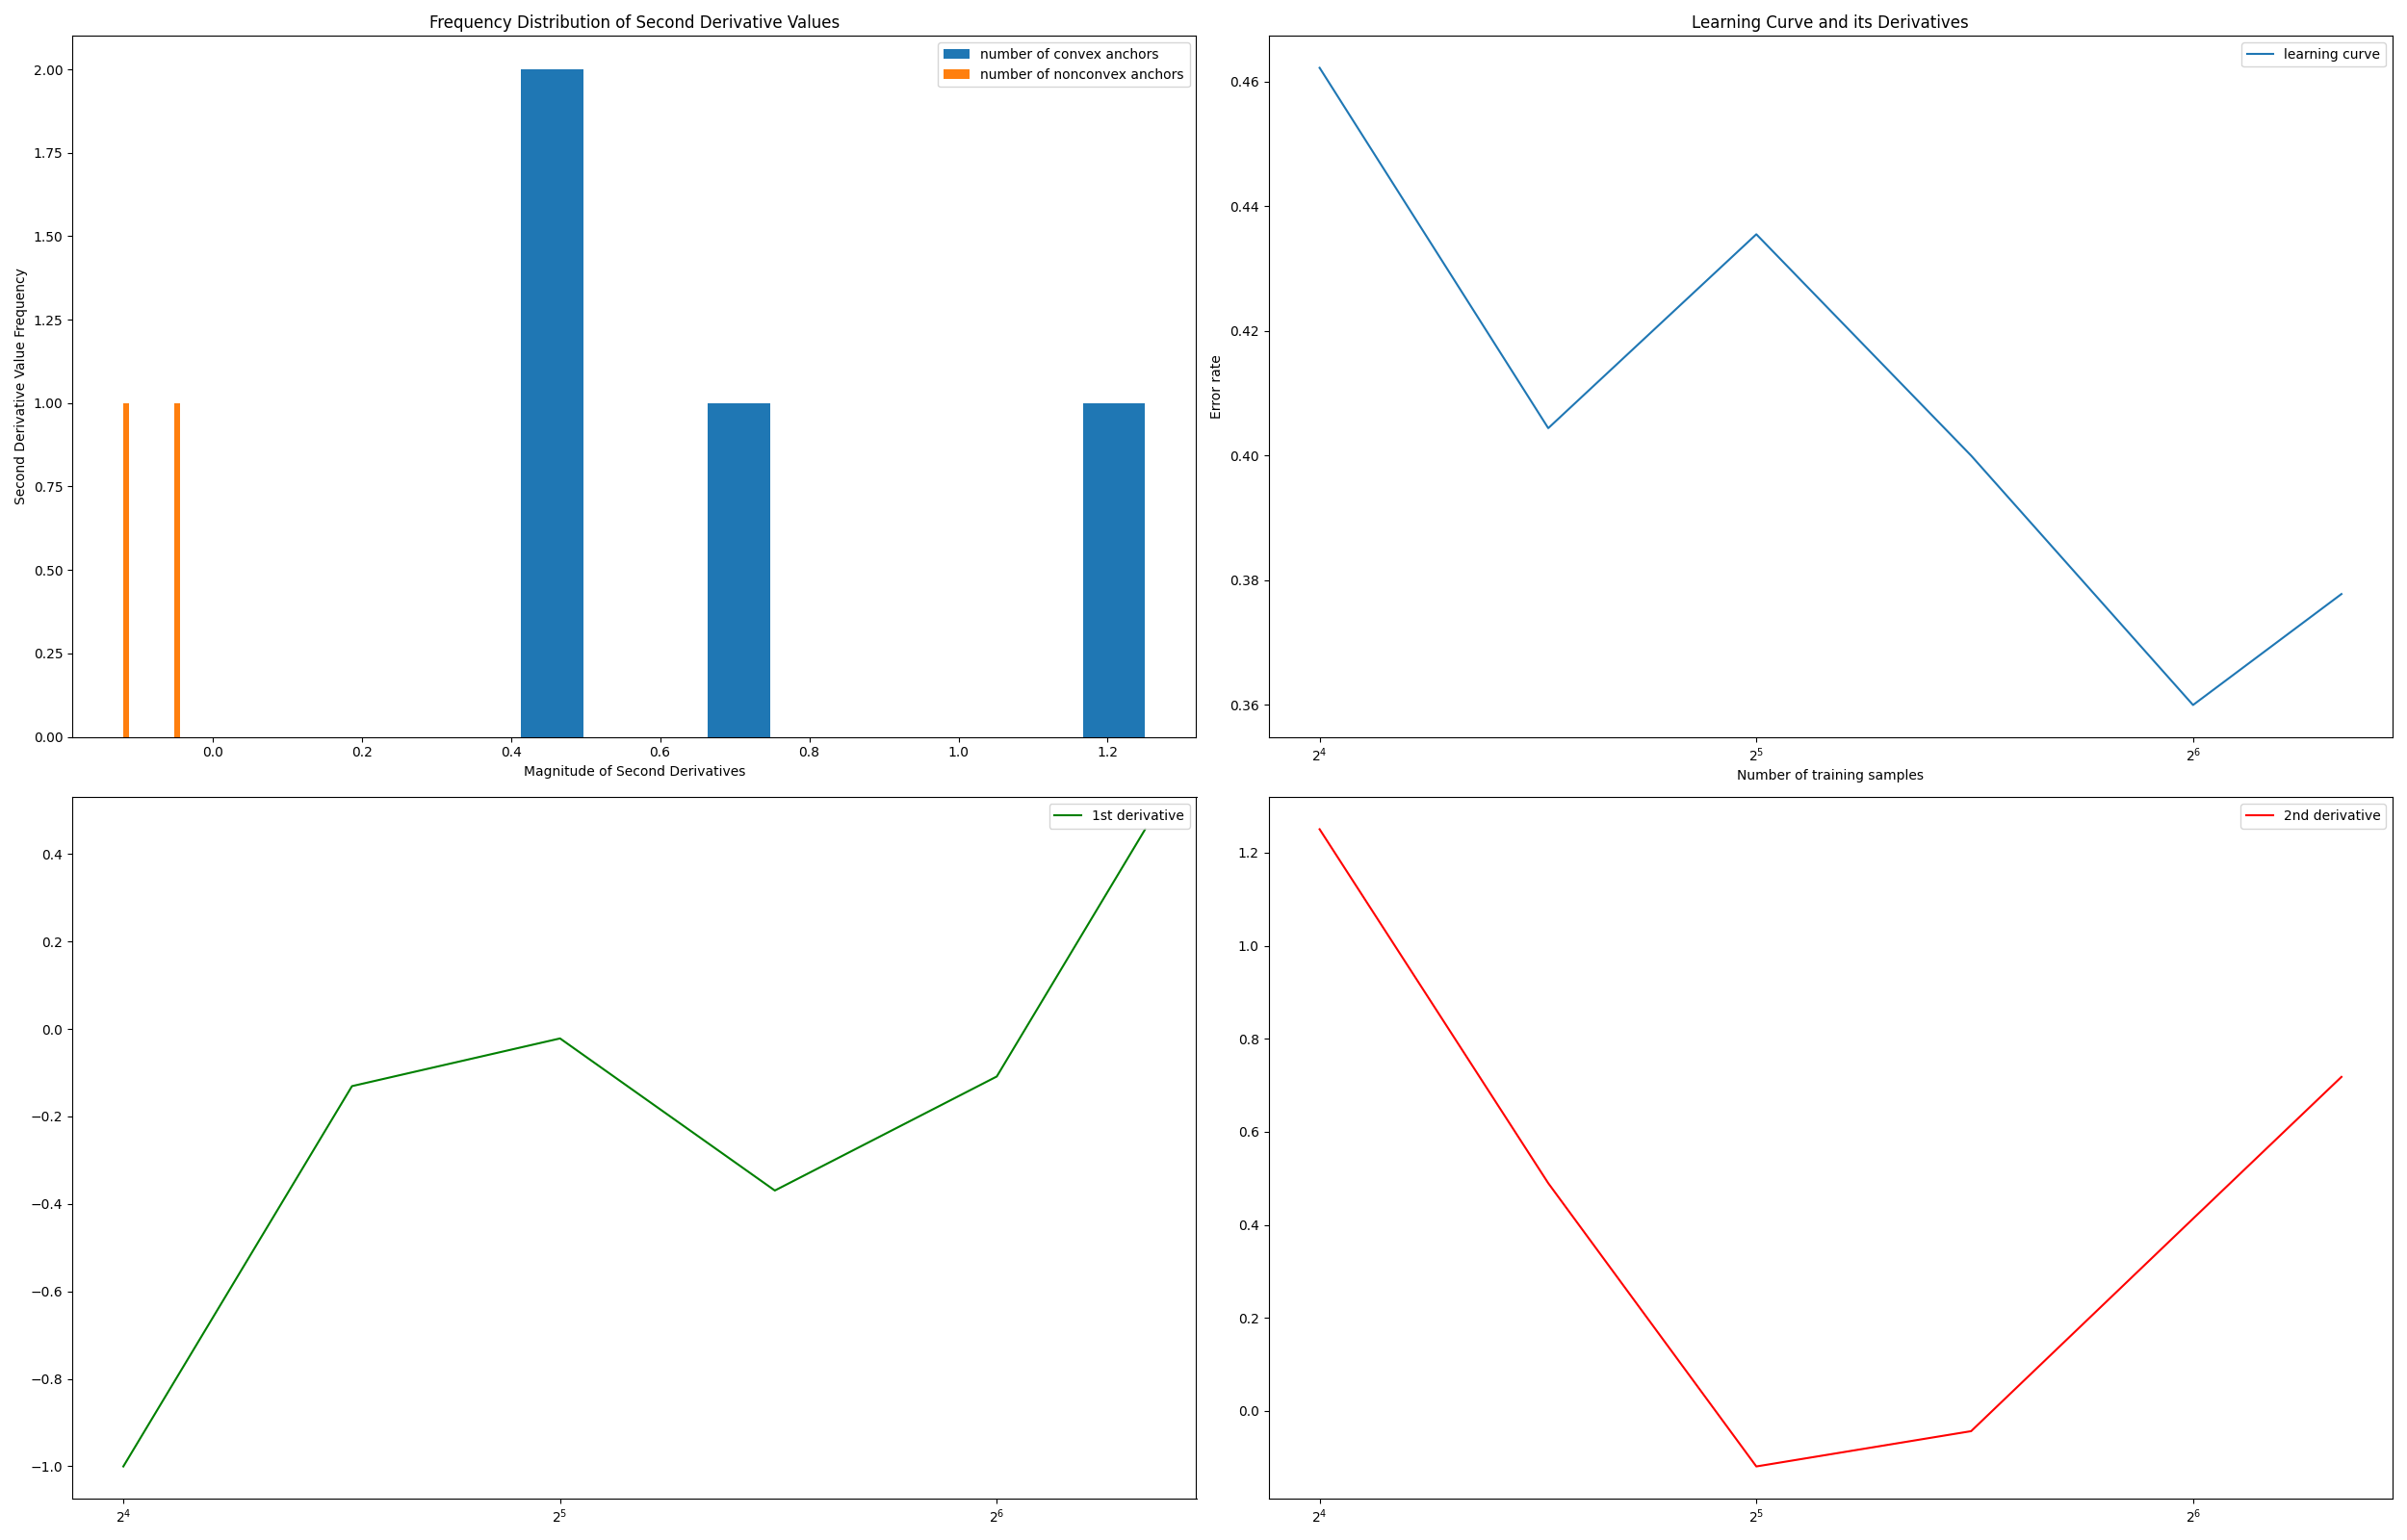 Frequency Distribution of Second Derivative Values
number of convex anchors
number of nonconvex anchors
Second Derivative Value Frequency
2.00
1.75
1.50
1.25
1.00
0.75
0.50
0.25
0.00
0.0 0.2 0.4 0.6 0.8 1.0 1.2
Magnitude of Second Derivatives
Learning Curve and its Derivatives
learning curve
Error rate
0.46
0.44
0.42
0.40
0.38
0.36
2⁴ 2⁵ 2⁶
Number of training samples
1st derivative
0.4
0.2
0.0
−0.2
−0.4
−0.6
−0.8
−1.0
2⁴ 2⁵ 2⁶
2nd derivative
1.2
1.0
0.8
0.6
0.4
0.2
0.0
2⁴ 2⁵ 2⁶